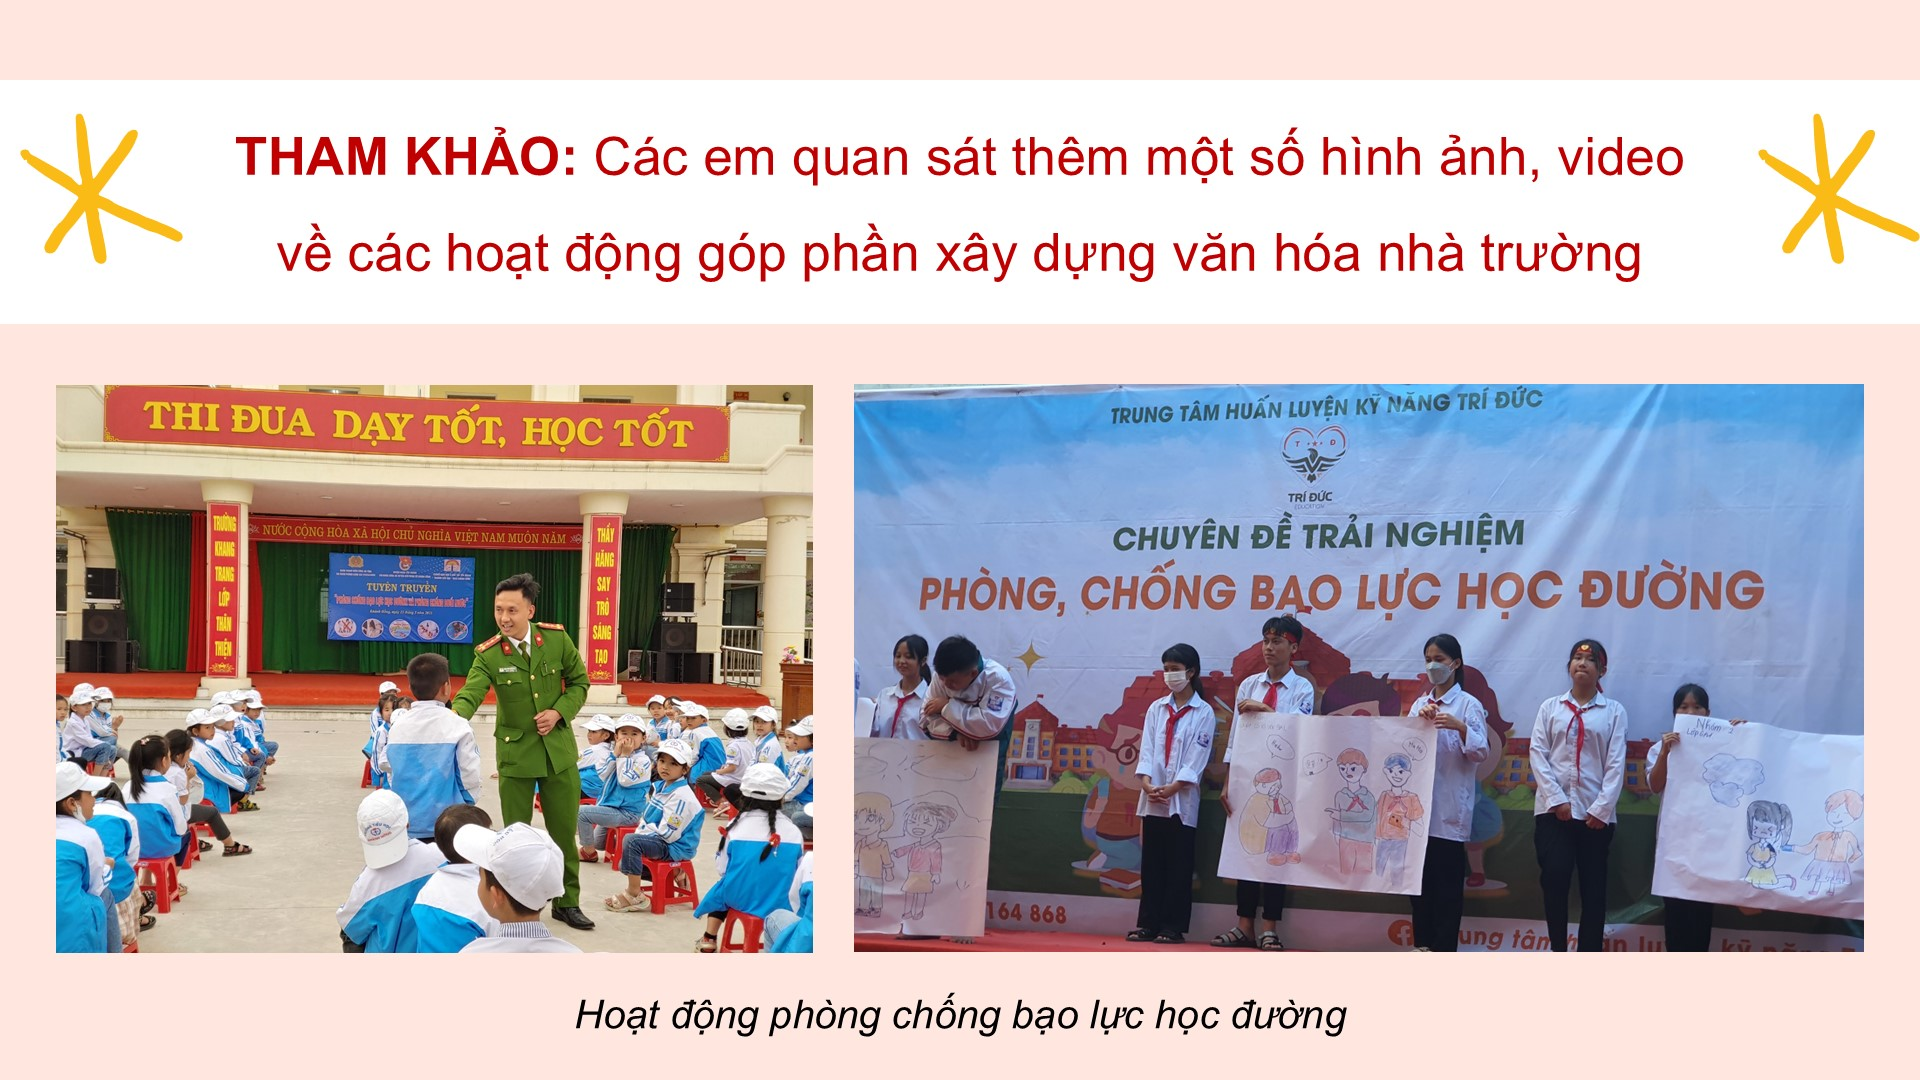 THAM KHẢO: Các em quan sát thêm một số hình ảnh, video
về các hoạt động góp phần xây dựng văn hóa nhà trường
THI ĐUA DẠY TỐT, HỌC TỐT
NƯỚC CỘNG HÒA XÃ HỘI CHỦ NGHĨA VIỆT NAM MUÔN NĂM
TRƯỜNG
KHANG
TRANG
LỚP
THÂN
THIỆN
THẦY
HĂNG
SAY
TRÒ
SÁNG
TẠO
TUYÊN TRUYỀN
TRUNG TÂM HUẤN LUYỆN KỸ NĂNG TRÍ ĐỨC
T Đ
TRÍ ĐỨC
EDUCATION
CHUYÊN ĐỀ TRẢI NGHIỆM
PHÒNG, CHỐNG BẠO LỰC HỌC ĐƯỜNG
Nhóm 2
164 868
Hoạt động phòng chống bạo lực học đường